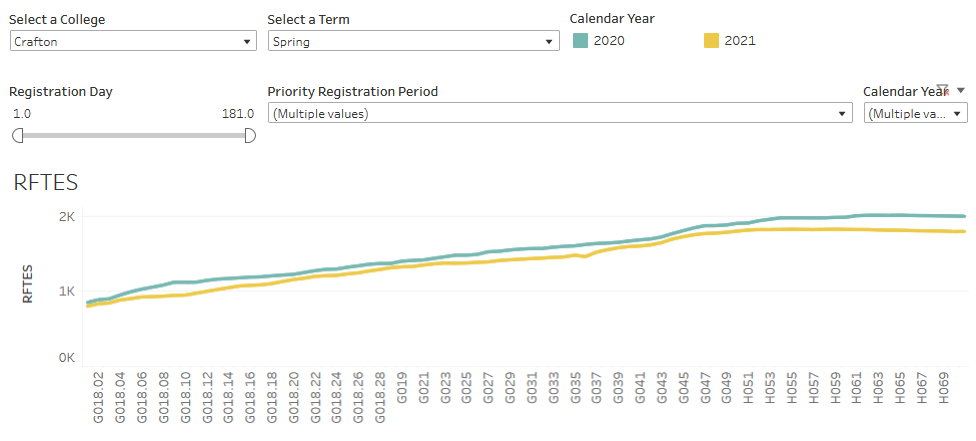 Select a College
Select a Term
Calendar Year
Crafton
Spring
2020
2021
Registration Day
Priority Registration Period
Calendar Year
1.0
181.0
(Multiple values)
(Multiple va...
RFTES
2K
1K
0K
RFTES
G018.02
G018.04
G018.06
G018.08
G018.10
G018.12
G018.14
G018.16
G018.18
G018.20
G018.22
G018.24
G018.26
G018.28
G019
G021
G023
G025
G027
G029
G031
G033
G035
G037
G039
G041
G043
G045
G047
G049
H051
H053
H055
H057
H059
H061
H063
H065
H067
H069